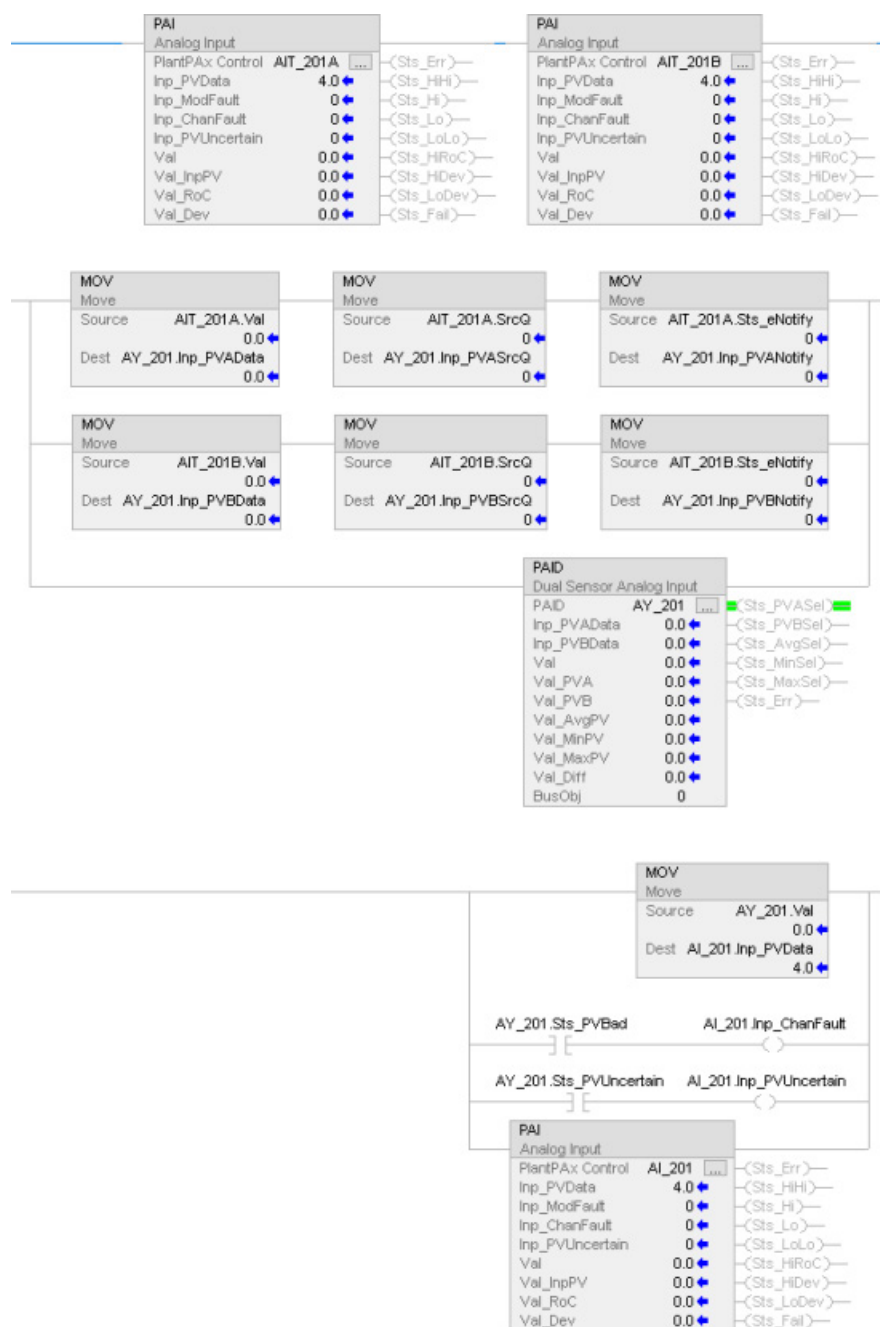 PAI
Analog Input
PlantPAx Control AIT_201A ...
Inp_PVData 4.0
Inp_ModFault 0
Inp_ChanFault 0
Inp_PVUncertain 0
Val 0.0
Val_InpPV 0.0
Val_RoC 0.0
Val_Dev 0.0
(Sts_Err)
(Sts_HiHi)
(Sts_Hi)
(Sts_Lo)
(Sts_LoLo)
(Sts_HiRoC)
(Sts_HiDev)
(Sts_LoDev)
(Sts_Fail)
PAI
Analog Input
PlantPAx Control AIT_201B ...
Inp_PVData 4.0
Inp_ModFault 0
Inp_ChanFault 0
Inp_PVUncertain 0
Val 0.0
Val_InpPV 0.0
Val_RoC 0.0
Val_Dev 0.0
(Sts_Err)
(Sts_HiHi)
(Sts_Hi)
(Sts_Lo)
(Sts_LoLo)
(Sts_HiRoC)
(Sts_HiDev)
(Sts_LoDev)
(Sts_Fail)
MOV
Move
Source AIT_201A.Val
0.0
Dest AY_201.Inp_PVAData
0.0
MOV
Move
Source AIT_201A.SrcQ
0
Dest AY_201.Inp_PVASrcQ
0
MOV
Move
Source AIT_201A.Sts_eNotify
0
Dest AY_201.Inp_PVANotify
0
MOV
Move
Source AIT_201B.Val
0.0
Dest AY_201.Inp_PVBData
0.0
MOV
Move
Source AIT_201B.SrcQ
0
Dest AY_201.Inp_PVBSrcQ
0
MOV
Move
Source AIT_201B.Sts_eNotify
0
Dest AY_201.Inp_PVBNotify
0
PAID
Dual Sensor Analog Input
PAID AY_201 ...
Inp_PVAData 0.0
Inp_PVBData 0.0
Val 0.0
Val_PVA 0.0
Val_PVB 0.0
Val_AvgPV 0.0
Val_MinPV 0.0
Val_MaxPV 0.0
Val_Diff 0.0
BusObj 0
(Sts_PVASel)
(Sts_PVBSel)
(Sts_AvgSel)
(Sts_MinSel)
(Sts_MaxSel)
(Sts_Err)
MOV
Move
Source AY_201.Val
0.0
Dest AI_201.Inp_PVData
4.0
AY_201.Sts_PVBad AI_201.Inp_ChanFault
AY_201.Sts_PVUncertain AI_201.Inp_PVUncertain
PAI
Analog Input
PlantPAx Control AI_201 ...
Inp_PVData 4.0
Inp_ModFault 0
Inp_ChanFault 0
Inp_PVUncertain 0
Val 0.0
Val_InpPV 0.0
Val_RoC 0.0
Val_Dev 0.0
(Sts_Err)
(Sts_HiHi)
(Sts_Hi)
(Sts_Lo)
(Sts_LoLo)
(Sts_HiRoC)
(Sts_HiDev)
(Sts_LoDev)
(Sts_Fail)